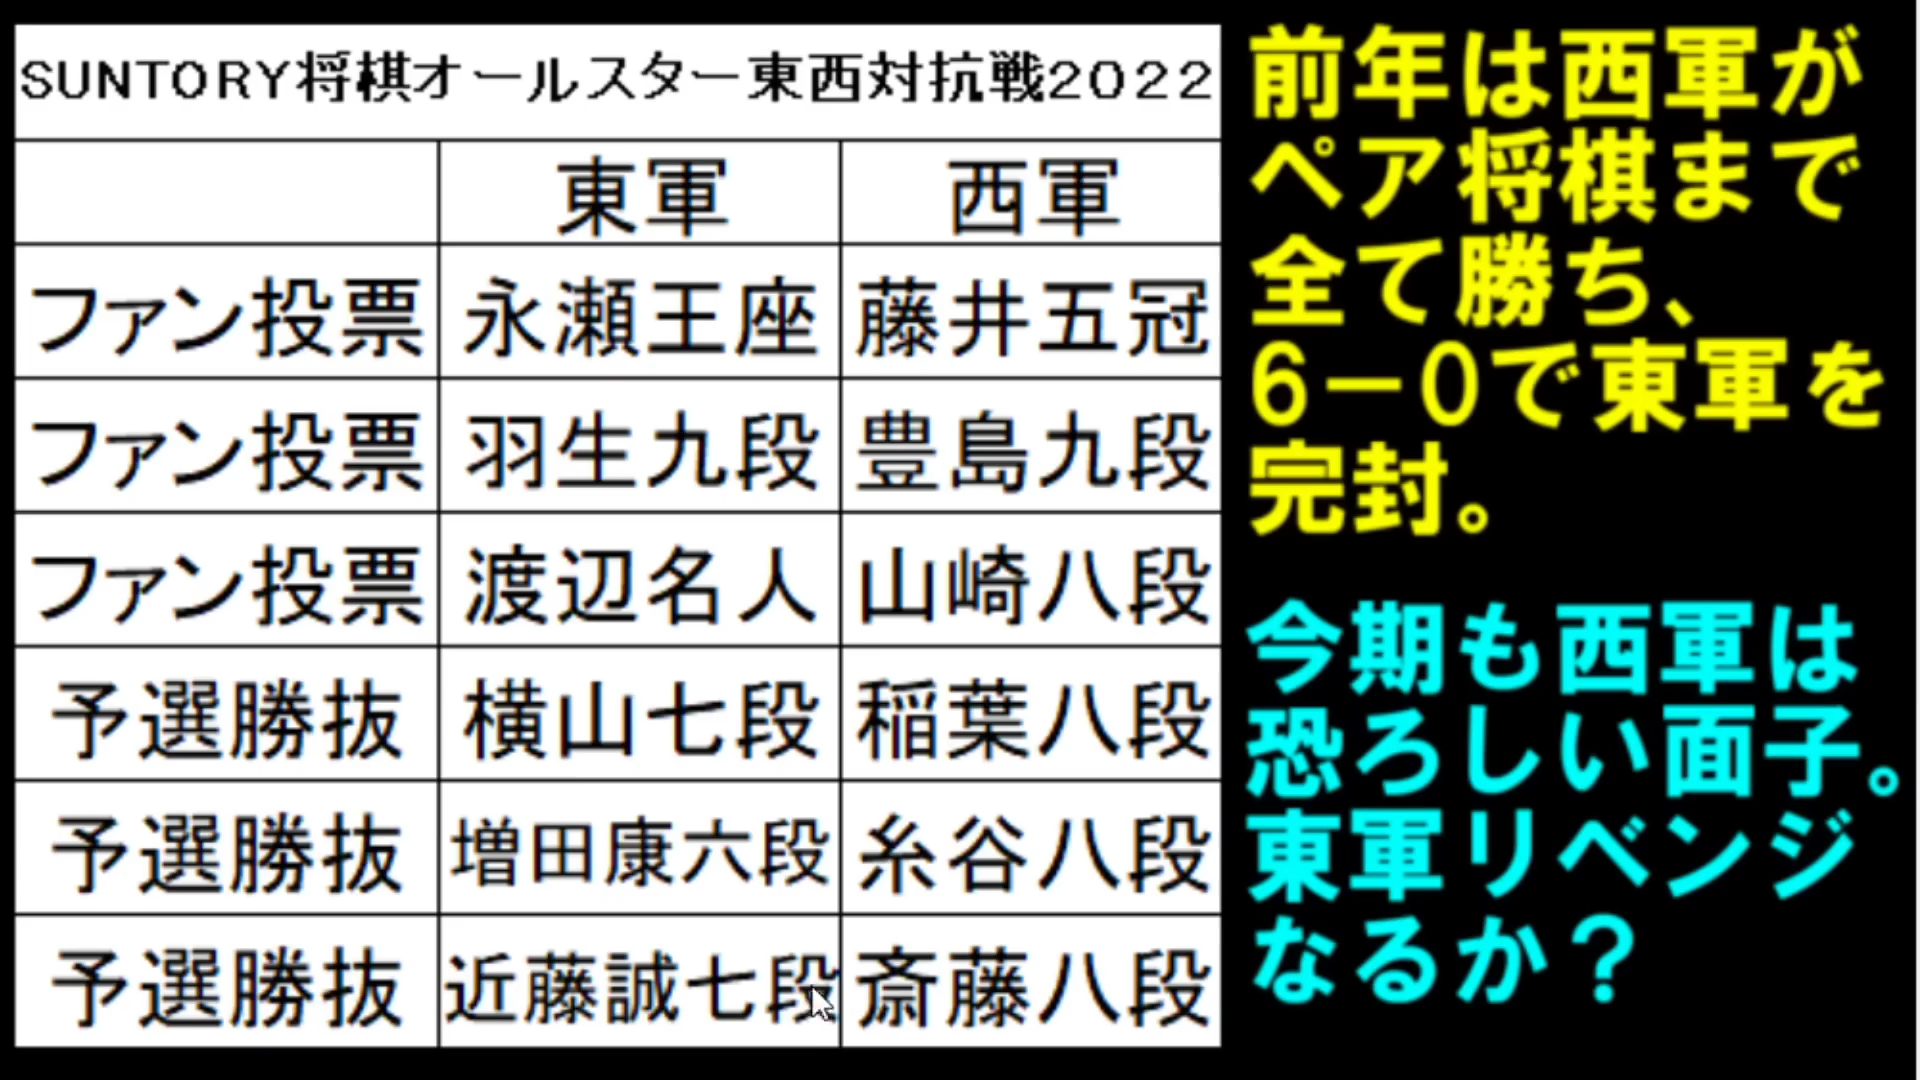 SUNTORY将棋オールスター東西対抗戦2022
東軍 西軍
ファン投票 永瀬王座 藤井五冠
ファン投票 羽生九段 豊島九段
ファン投票 渡辺名人 山崎八段
予選勝抜 横山七段 稲葉八段
予選勝抜 増田康六段 糸谷八段
予選勝抜 近藤誠七段 斎藤八段
前年は西軍が
ペア将棋まで
全て勝ち、
6－0で東軍を
完封。
今期も西軍は
恐ろしい面子。
東軍リベンジ
なるか？